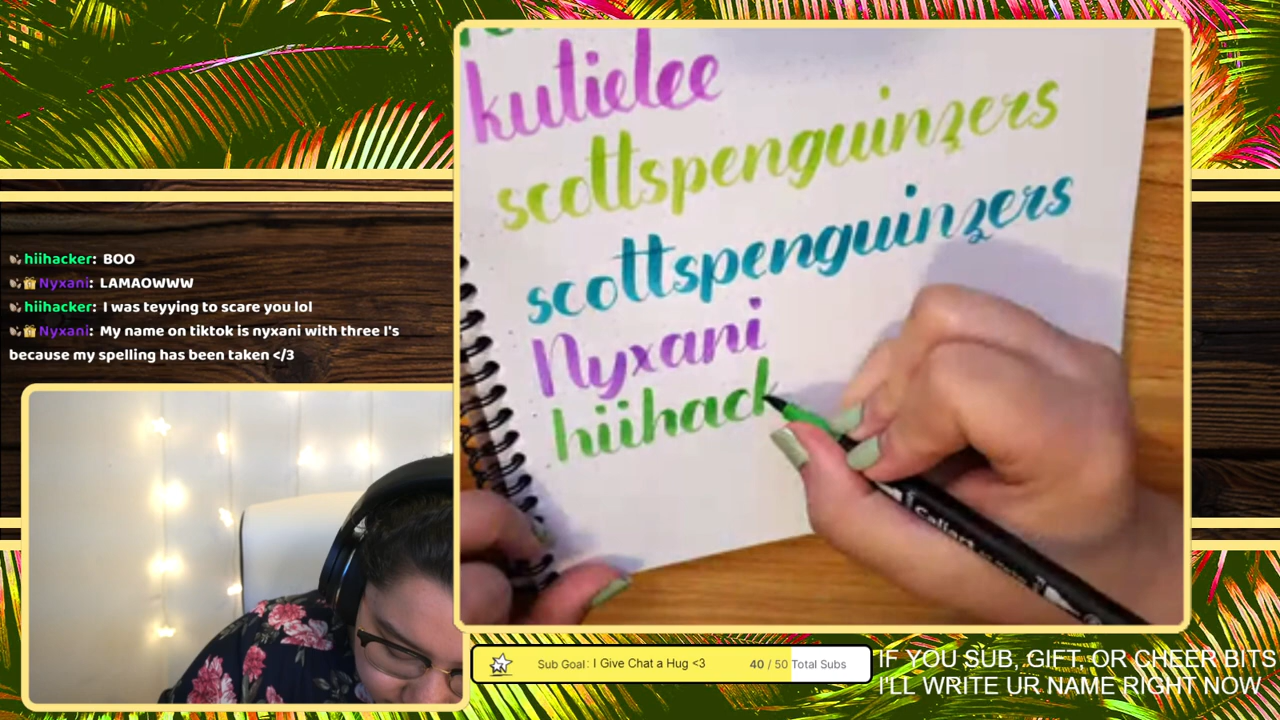 kutielee
scottspenguinzers
scottspenguinzers
Nyxani
hiihack
Caliart
hiihacker: BOO
Nyxani: LAMAOWWW
hiihacker: I was teyying to scare you lol
Nyxani: My name on tiktok is nyxani with three I's
because my spelling has been taken </3
Sub Goal: I Give Chat a Hug <3 40 / 50 Total Subs
IF YOU SUB, GIFT, OR CHEER BITS
I'LL WRITE UR NAME RIGHT NOW